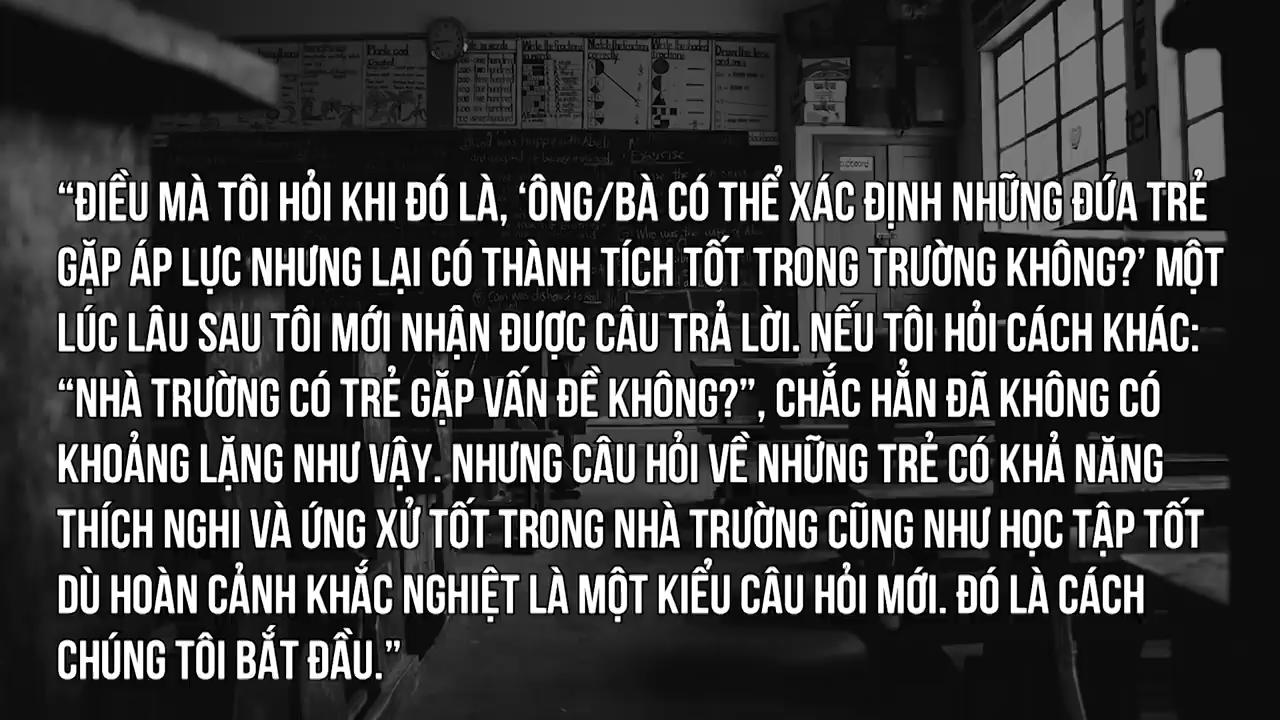 “ĐIỀU MÀ TÔI HỎI KHI ĐÓ LÀ, ‘ÔNG/BÀ CÓ THỂ XÁC ĐỊNH NHỮNG ĐỨA TRẺ
GẶP ÁP LỰC NHƯNG LẠI CÓ THÀNH TÍCH TỐT TRONG TRƯỜNG KHÔNG?’ MỘT
LÚC LÂU SAU TÔI MỚI NHẬN ĐƯỢC CÂU TRẢ LỜI. NẾU TÔI HỎI CÁCH KHÁC:
“NHÀ TRƯỜNG CÓ TRẺ GẶP VẤN ĐỀ KHÔNG?”, CHẮC HẲN ĐÃ KHÔNG CÓ
KHOẢNG LẶNG NHƯ VẬY. NHƯNG CÂU HỎI VỀ NHỮNG TRẺ CÓ KHẢ NĂNG
THÍCH NGHI VÀ ỨNG XỬ TỐT TRONG NHÀ TRƯỜNG CŨNG NHƯ HỌC TẬP TỐT
DÙ HOÀN CẢNH KHẮC NGHIỆT LÀ MỘT KIỂU CÂU HỎI MỚI. ĐÓ LÀ CÁCH
CHÚNG TÔI BẮT ĐẦU.”